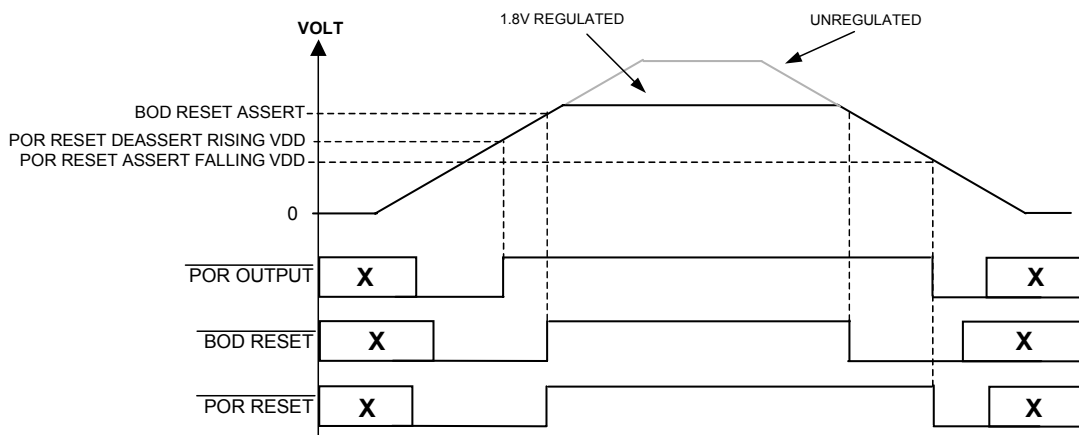 1.8V REGULATED
UNREGULATED
VOLT
BOD RESET ASSERT
POR RESET DEASSERT RISING VDD
POR RESET ASSERT FALLING VDD
0
POR OUTPUT X X
BOD RESET X X
POR RESET X X